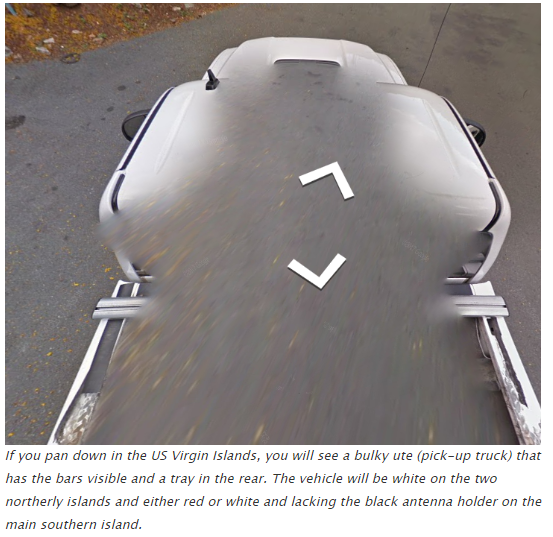 If you pan down in the US Virgin Islands, you will see a bulky ute (pick-up truck) that
has the bars visible and a tray in the rear. The vehicle will be white on the two
northerly islands and either red or white and lacking the black antenna holder on the
main southern island.